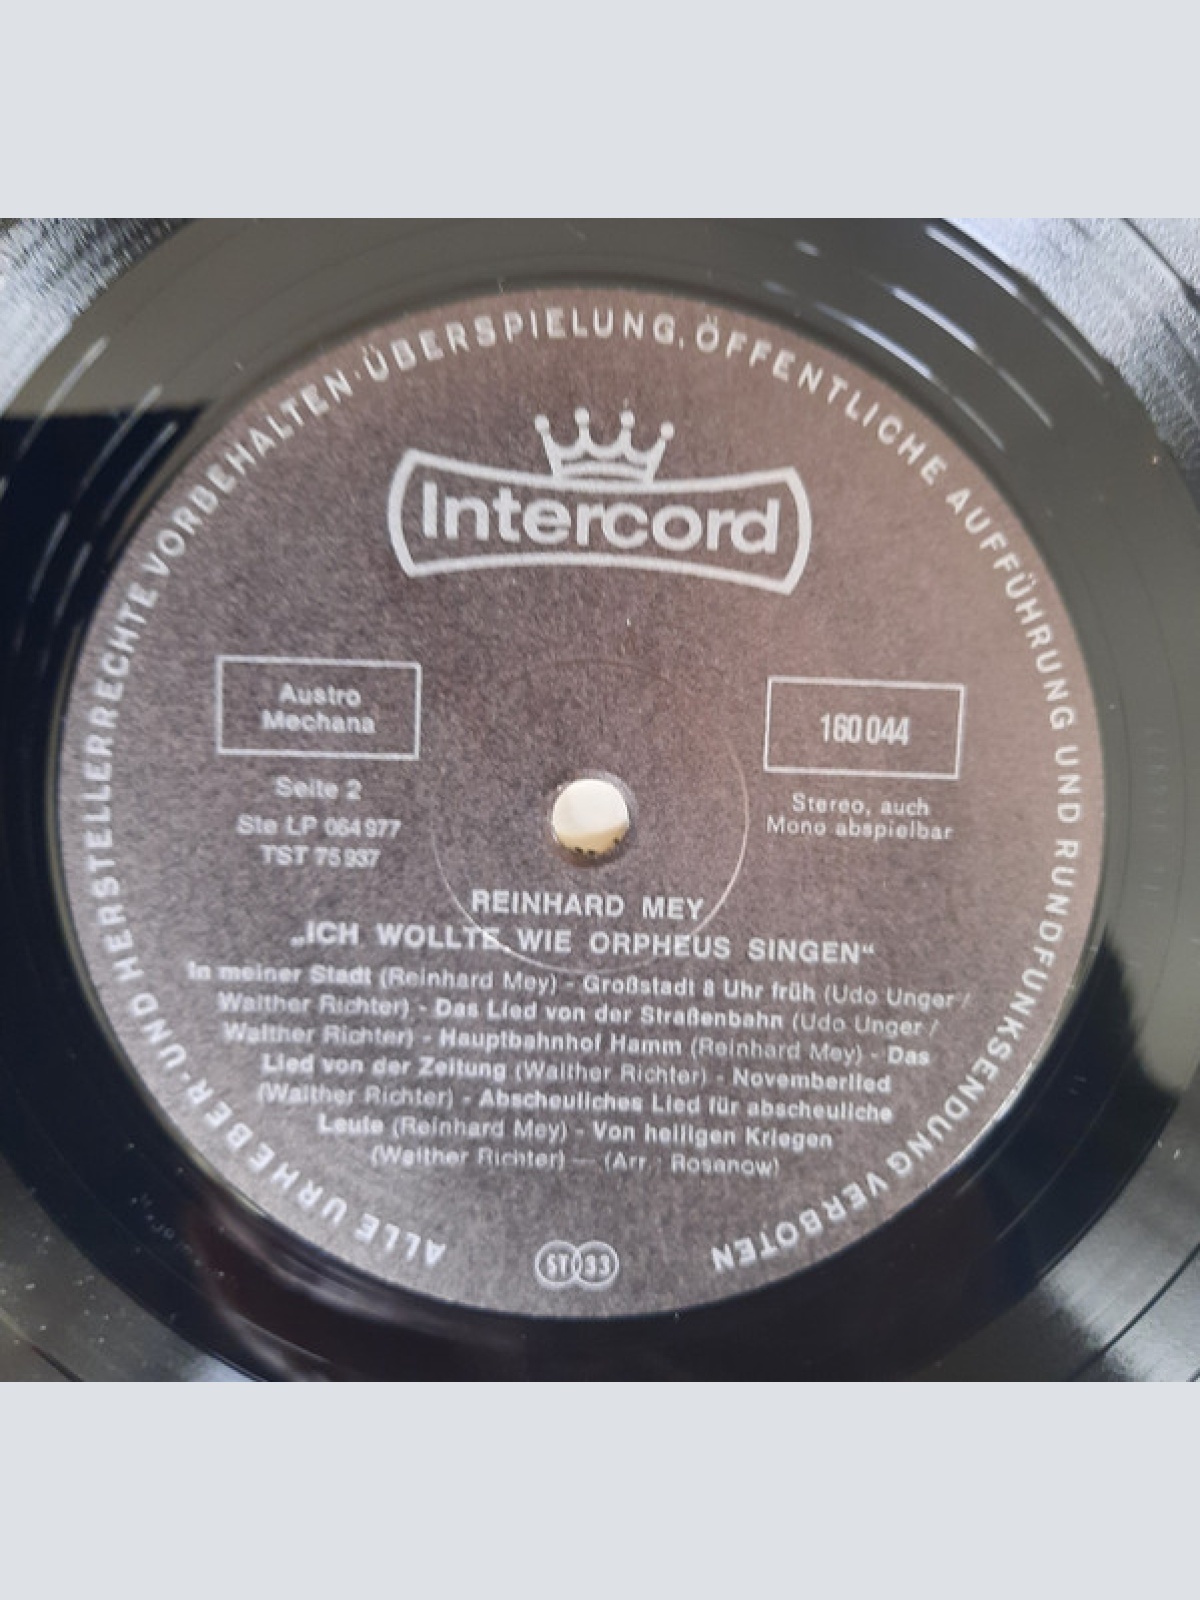 ALLE URHEBER-UND HERSTELLERRECHTE VORBEHALTEN·ÜBERSPIELUNG, ÖFFENTLICHE AUFFÜHRUNG UND RUNDFUNKSENDUNG VERBOTEN
Intercord
Austro
Mechana
160 044
Seite 2
Ste LP 064 977
TST 75 937
Stereo, auch
Mono abspielbar
REINHARD MEY
„ICH WOLLTE WIE ORPHEUS SINGEN“
In meiner Stadt (Reinhard Mey) - Großstadt 8 Uhr früh (Udo Unger /
Walther Richter) - Das Lied von der Straßenbahn (Udo Unger /
Walther Richter) - Hauptbahnhof Hamm (Reinhard Mey) - Das
Lied von der Zeitung (Walther Richter) - Novemberlied
(Walther Richter) - Abscheuliches Lied für abscheuliche
Leute (Reinhard Mey) - Von heiligen Kriegen
(Walther Richter) — (Arr.: Rosanow)
ST 33